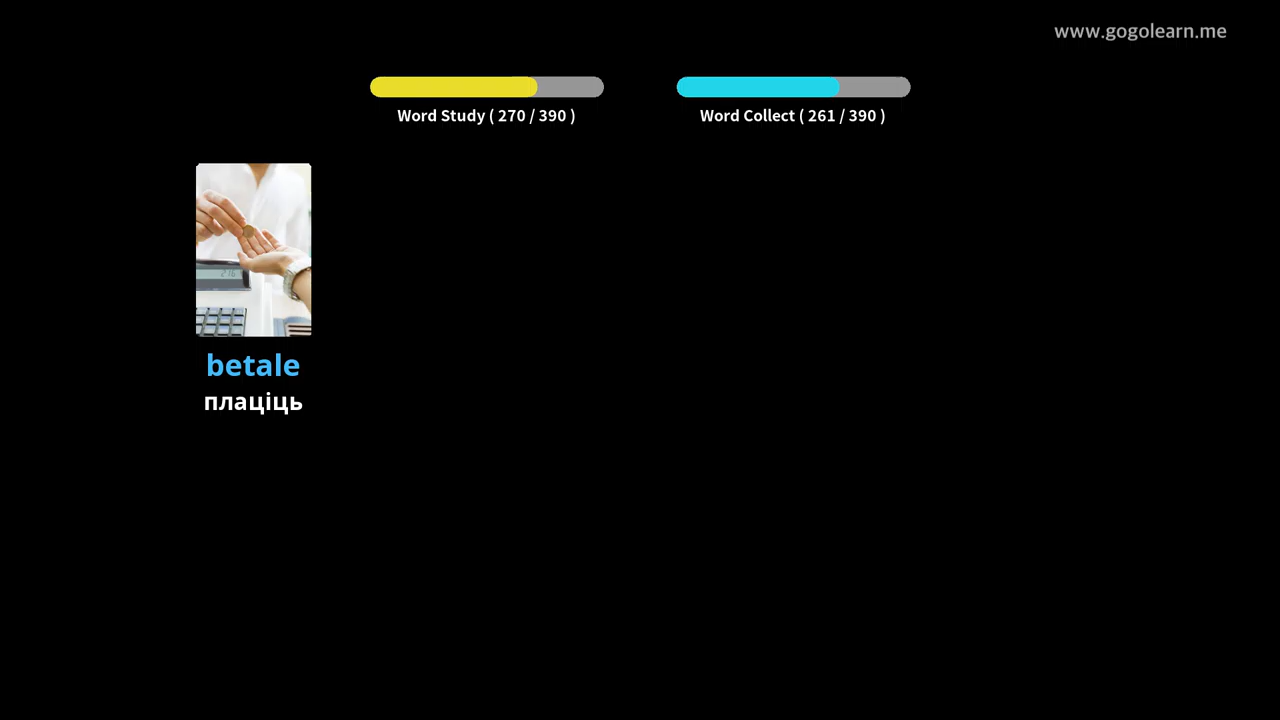 www.gogolearn.me
Word Study ( 270 / 390 )
Word Collect ( 261 / 390 )
betale
плаціць